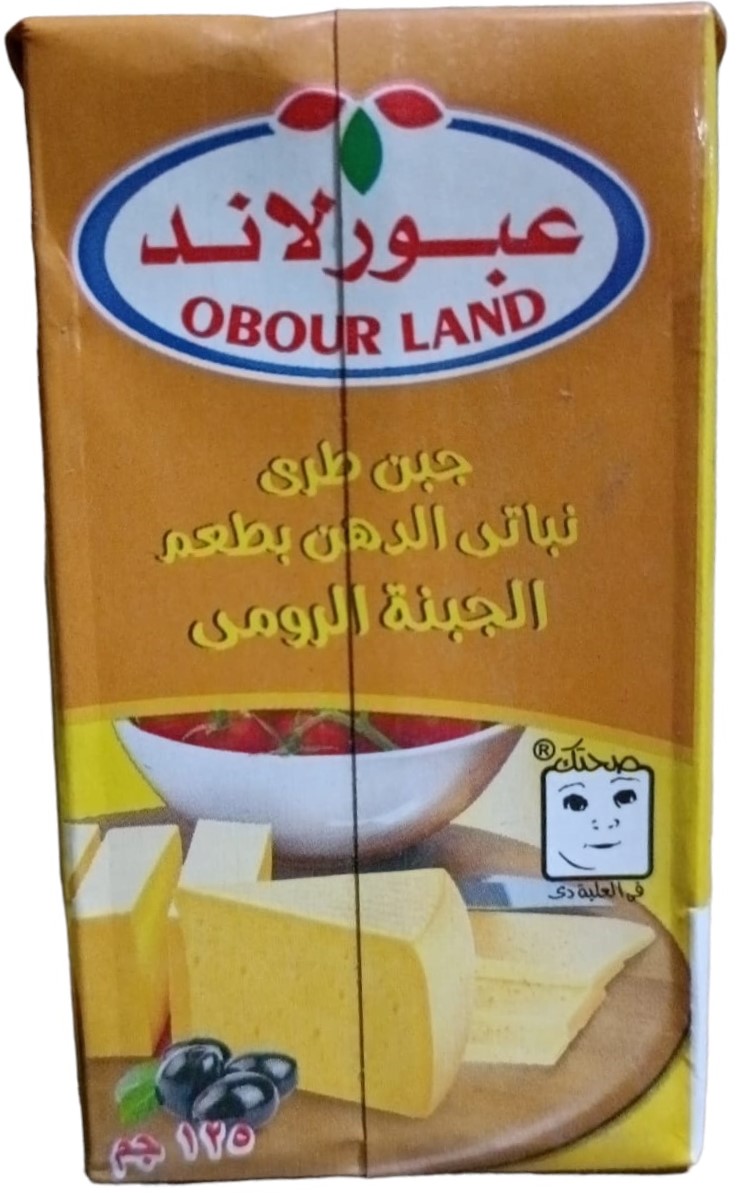 عبورلاند
OBOUR LAND
جبن طرى
نباتى الدهن بطعم
الجبنة الرومى
صحتك®
فى العلبة دى
١٢٥ جم